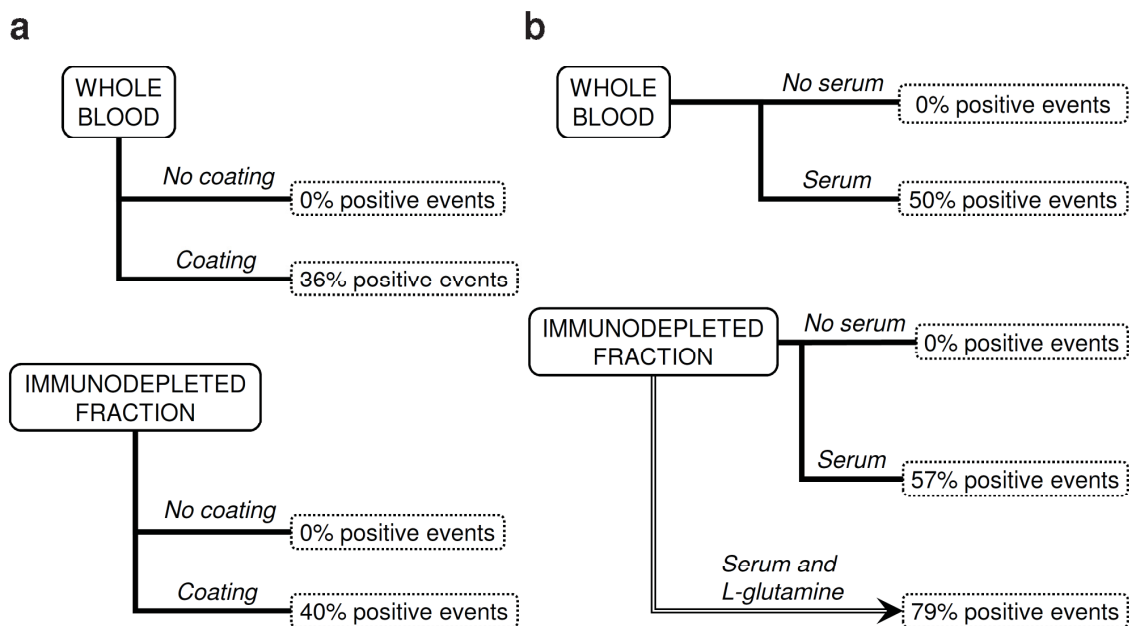 a
WHOLE
BLOOD
No coating
0% positive events
Coating
36% positive events
IMMUNODEPLETED
FRACTION
No coating
0% positive events
Coating
40% positive events
b
WHOLE
BLOOD
No serum
0% positive events
Serum
50% positive events
IMMUNODEPLETED
FRACTION
No serum
0% positive events
Serum
57% positive events
Serum and
L-glutamine
79% positive events